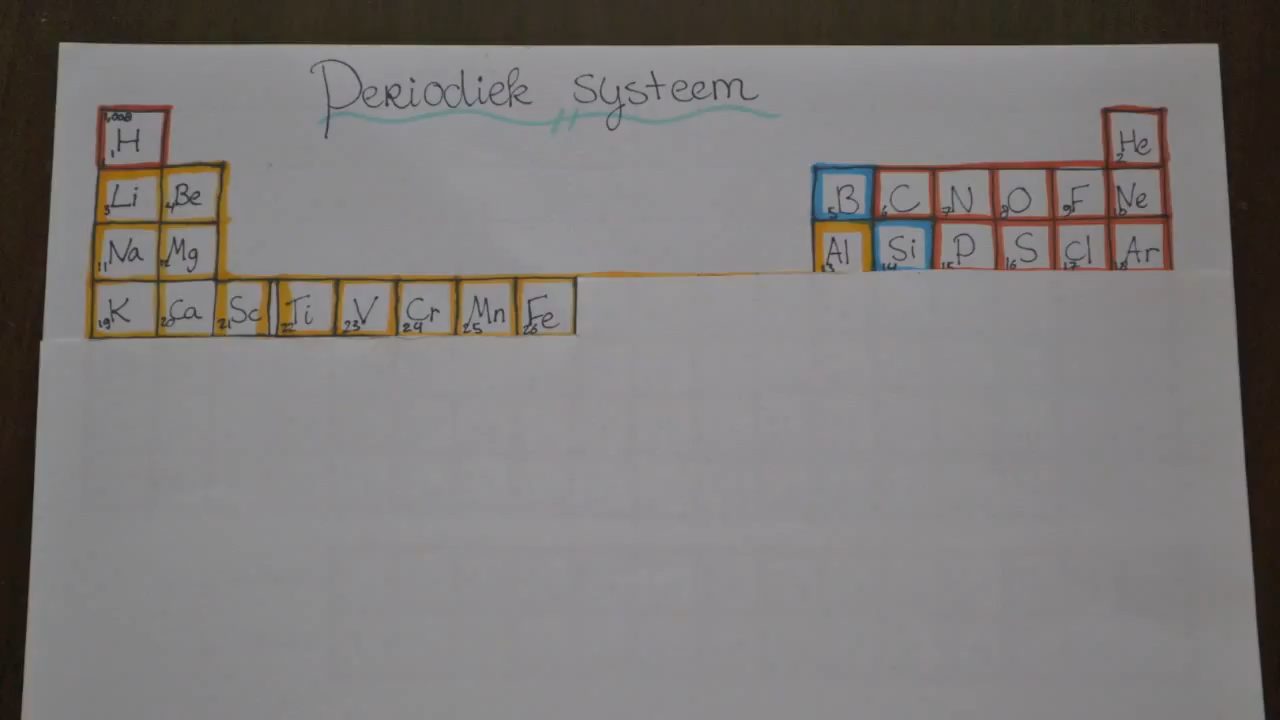 Periodiek systeem
H 1 He 2
Li 3 Be 4 B 5 C 6 N 7 O 8 F 9 Ne 10
Na 11 Mg 12 Al 13 Si 14 P 15 S 16 Cl 17 Ar 18
K 19 Ca 20 Sc 21 Ti 22 V 23 Cr 24 Mn 25 Fe 26